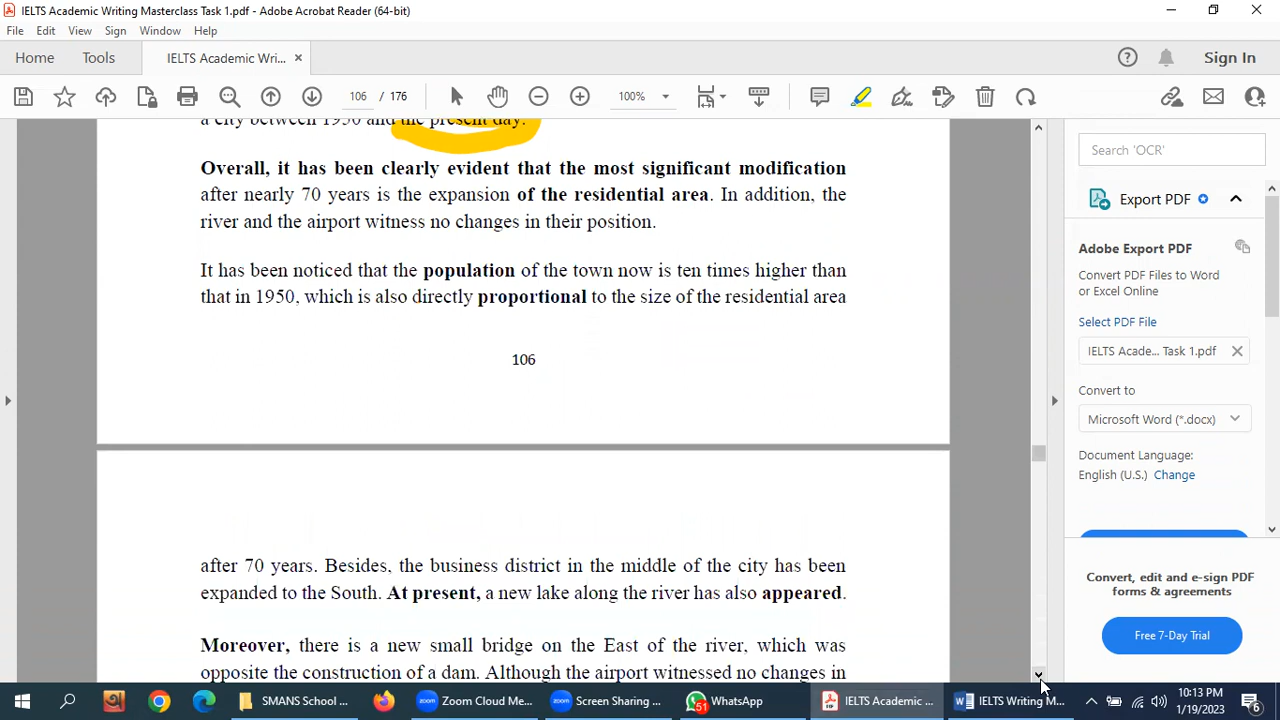 IELTS Academic Writing Masterclass Task 1.pdf - Adobe Acrobat Reader (64-bit)
File Edit View Sign Window Help
Home Tools IELTS Academic Wri... × Sign In
106 / 176 100%
a city between 1950 and the present day.
Overall, it has been clearly evident that the most significant modification
after nearly 70 years is the expansion of the residential area. In addition, the
river and the airport witness no changes in their position.
It has been noticed that the population of the town now is ten times higher than
that in 1950, which is also directly proportional to the size of the residential area
106
after 70 years. Besides, the business district in the middle of the city has been
expanded to the South. At present, a new lake along the river has also appeared.
Moreover, there is a new small bridge on the East of the river, which was
opposite the construction of a dam. Although the airport witnessed no changes in
Search 'OCR'
Export PDF
Adobe Export PDF
Convert PDF Files to Word
or Excel Online
Select PDF File
IELTS Acade... Task 1.pdf
Convert to
Microsoft Word (*.docx)
Document Language:
English (U.S.) Change
Convert, edit and e-sign PDF
forms & agreements
Free 7-Day Trial
SMANS School ... Zoom Cloud Me... Screen Sharing ... 51 WhatsApp IELTS Academic ... IELTS Writing M...
10:13 PM
1/19/2023
6